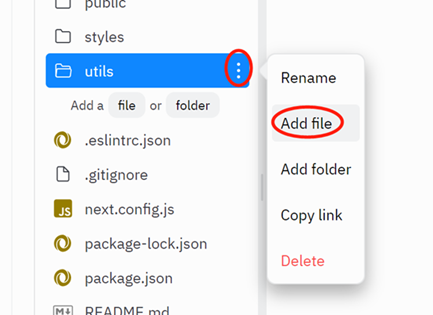 public
styles
utils
Add a file or folder
.eslintrc.json
.gitignore
JS next.config.js
package-lock.json
package.json
M README.md
Rename
Add file
Add folder
Copy link
Delete